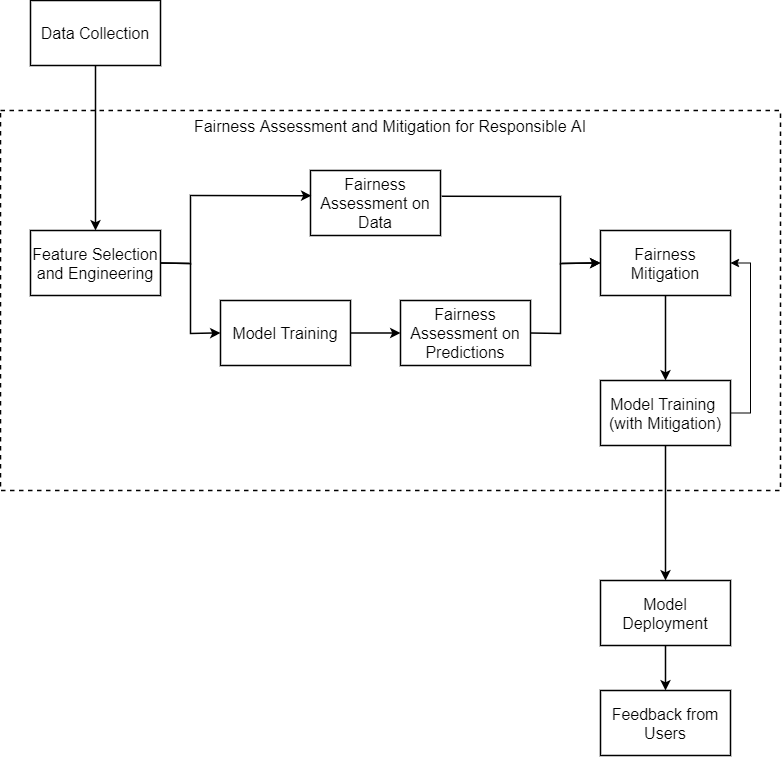 Data Collection
Fairness Assessment and Mitigation for Responsible AI
Fairness
Assessment on
Data
Feature Selection
and Engineering
Model Training
Fairness
Assessment on
Predictions
Fairness
Mitigation
Model Training
(with Mitigation)
Model
Deployment
Feedback from
Users